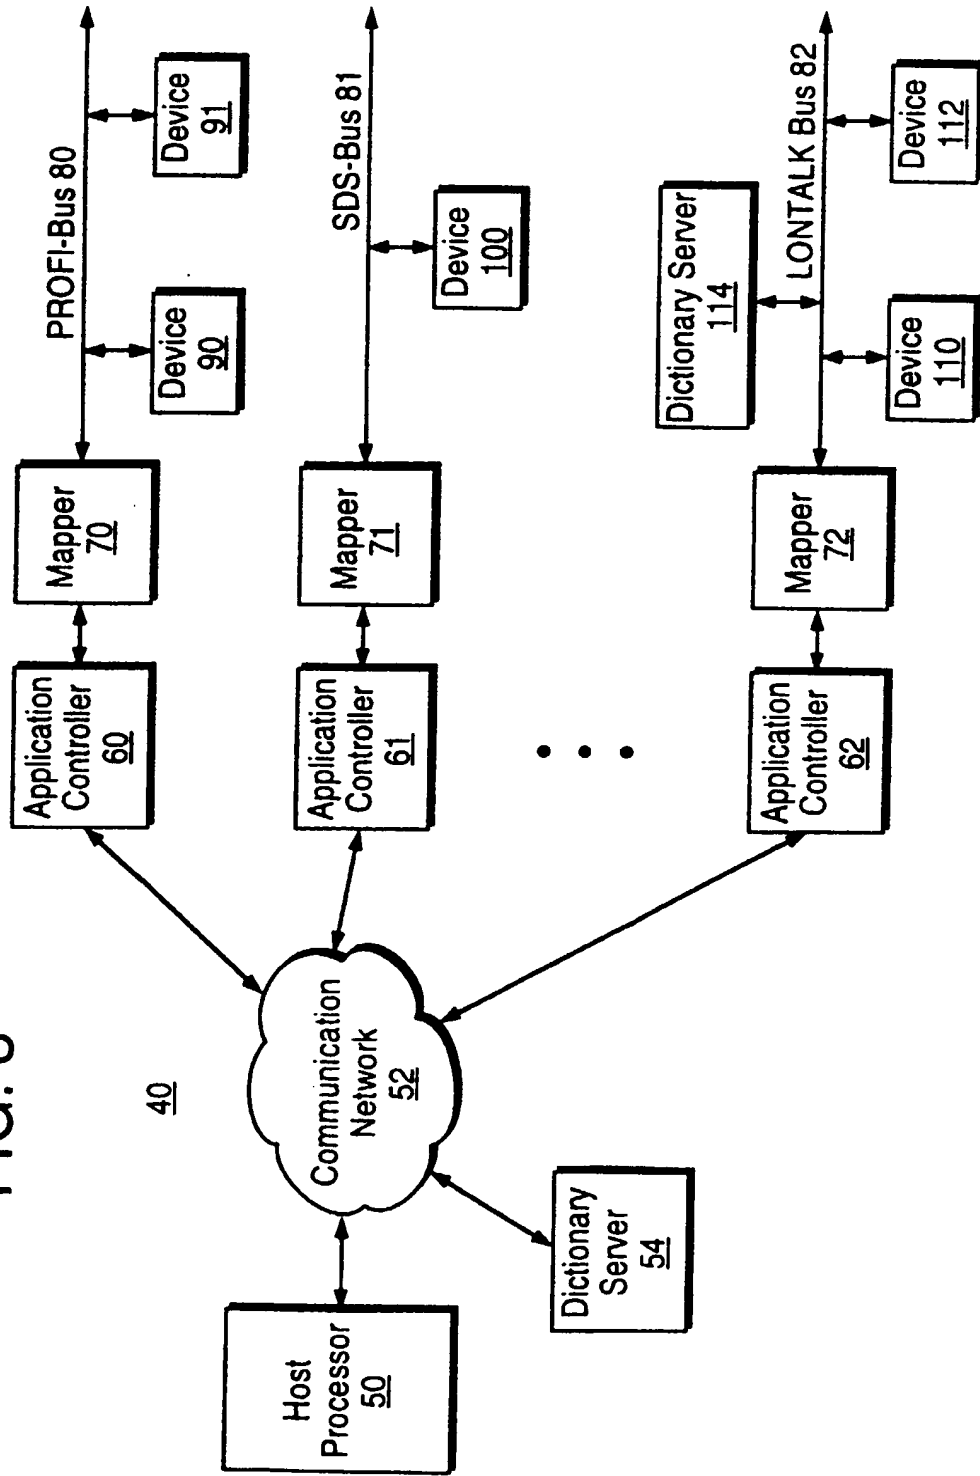 40
Host
Processor
50
Communication
Network
52
Dictionary
Server
54
Application
Controller
60
Mapper
70
PROFI-Bus 80
Device
90
Device
91
Application
Controller
61
Mapper
71
SDS-Bus 81
Device
100
Application
Controller
62
Mapper
72
Dictionary Server
114
LONTALK Bus 82
Device
110
Device
112